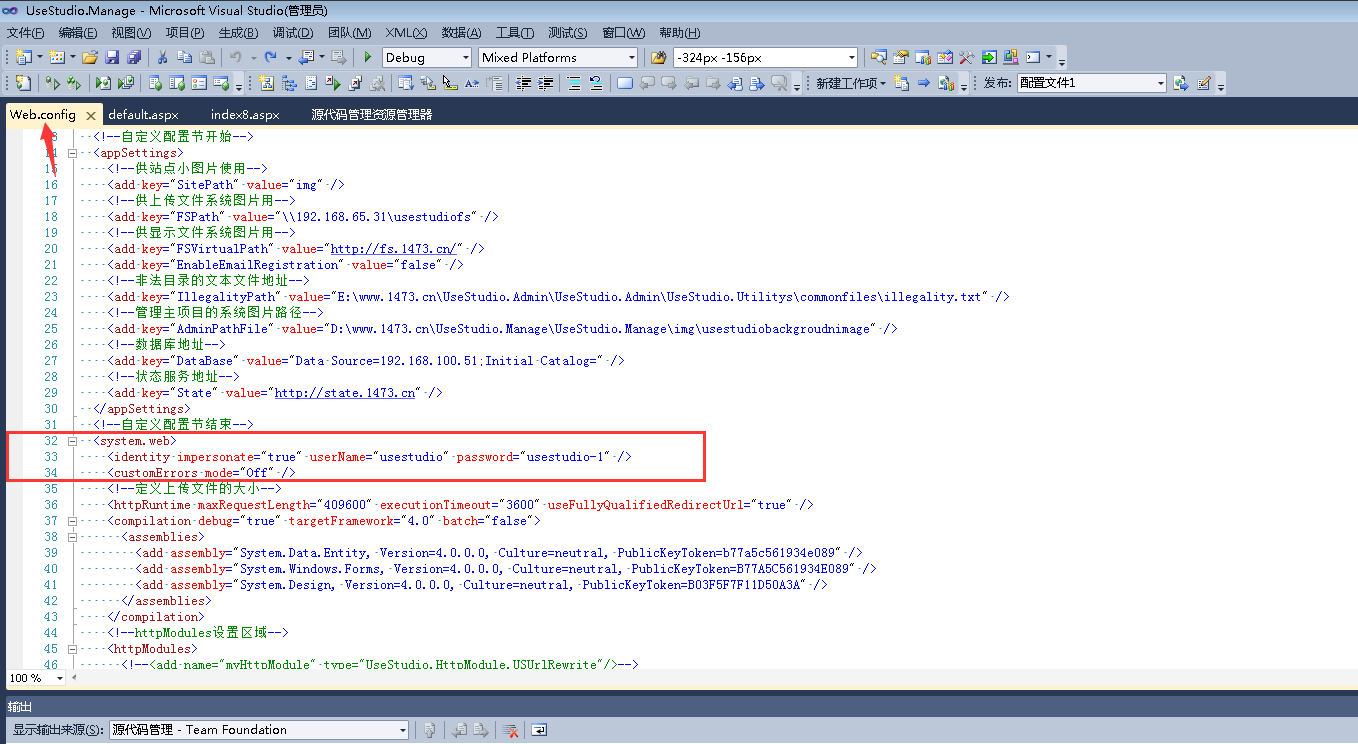 UseStudio.Manage - Microsoft Visual Studio(管理员)
文件(F) 编辑(E) 视图(V) 项目(P) 生成(B) 调试(D) 团队(M) XML(X) 数据(A) 工具(T) 测试(S) 窗口(W) 帮助(H)
Debug Mixed Platforms -324px -156px
新建工作项 发布: 配置文件1
Web.config default.aspx index8.aspx 源代码管理资源管理器
<!--自定义配置节开始-->
14 <appSettings>
15 <!--供站点小图片使用-->
16 <add key="SitePath" value="img" />
17 <!--供上传文件系统图片用-->
18 <add key="FSPath" value="\\192.168.65.31\usestudiofs" />
19 <!--供显示文件系统图片用-->
20 <add key="FSVirtualPath" value="http://fs.1473.cn/" />
21 <add key="EnableEmailRegistration" value="false" />
22 <!--非法目录的文本文件地址-->
23 <add key="IllegalityPath" value="E:\www.1473.cn\UseStudio.Admin\UseStudio.Admin\UseStudio.Utilitys\commonfiles\illegality.txt" />
24 <!--管理主项目的系统图片路径-->
25 <add key="AdminPathFile" value="D:\www.1473.cn\UseStudio.Manage\UseStudio.Manage\img\usestudiobackgroudnimage" />
26 <!--数据库地址-->
27 <add key="DataBase" value="Data Source=192.168.100.51;Initial Catalog=" />
28 <!--状态服务地址-->
29 <add key="State" value="http://state.1473.cn" />
30 </appSettings>
31 <!--自定义配置节结束-->
32 <system.web>
33 <identity impersonate="true" userName="usestudio" password="usestudio-1" />
34 <customErrors mode="Off" />
35 <!--定义上传文件的大小-->
36 <httpRuntime maxRequestLength="409600" executionTimeout="3600" useFullyQualifiedRedirectUrl="true" />
37 <compilation debug="true" targetFramework="4.0" batch="false">
38 <assemblies>
39 <add assembly="System.Data.Entity, Version=4.0.0.0, Culture=neutral, PublicKeyToken=b77a5c561934e089" />
40 <add assembly="System.Windows.Forms, Version=4.0.0.0, Culture=neutral, PublicKeyToken=B77A5C561934E089" />
41 <add assembly="System.Design, Version=4.0.0.0, Culture=neutral, PublicKeyToken=B03F5F7F11D50A3A" />
42 </assemblies>
43 </compilation>
44 <!--httpModules设置区域-->
45 <httpModules>
46 <!--<add name="myHttpModule" type="UseStudio.HttpModule.USUrlRewrite"/>-->
100 %
输出
显示输出来源(S): 源代码管理 - Team Foundation